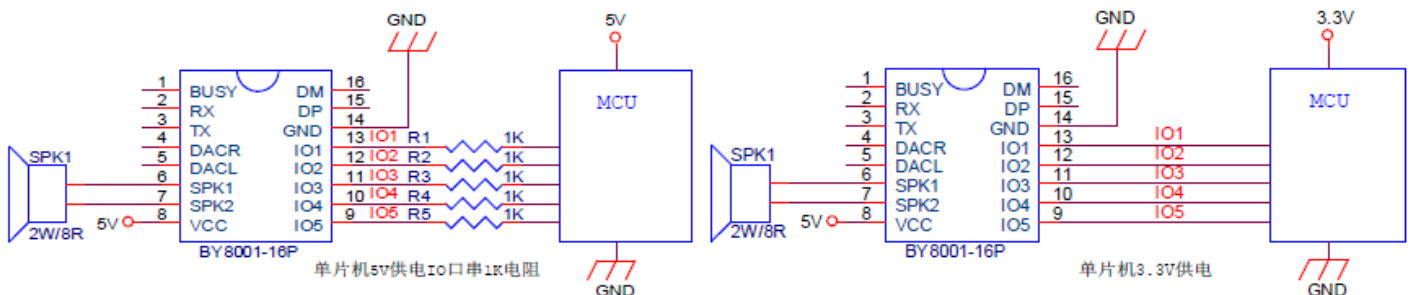 GND
5V
1 BUSY DM 16
2 RX DP 15
3 TX GND 14
4 DACR IO1 13 IO1 R1 1K
5 DACL IO2 12 IO2 R2 1K
6 SPK1 IO3 11 IO3 R3 1K
7 SPK2 IO4 10 IO4 R4 1K
8 VCC IO5 9 IO5 R5 1K
SPK1
2W/8R
5V
BY8001-16P
MCU
GND
单片机5V供电IO口串1K电阻
GND
3.3V
1 BUSY DM 16
2 RX DP 15
3 TX GND 14
4 DACR IO1 13 IO1
5 DACL IO2 12 IO2
6 SPK1 IO3 11 IO3
7 SPK2 IO4 10 IO4
8 VCC IO5 9 IO5
SPK1
2W/8R
5V
BY8001-16P
MCU
GND
单片机3.3V供电